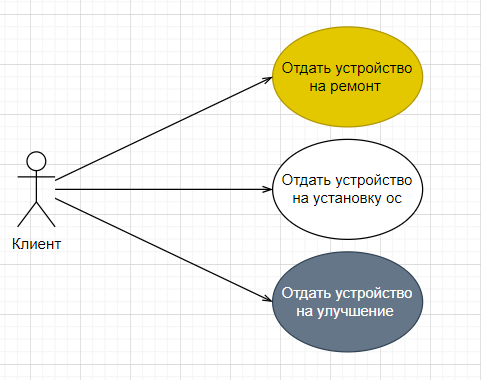 Отдать устройство
на ремонт
Отдать устройство
на установку ос
Клиент
Отдать устройство
на улучшение